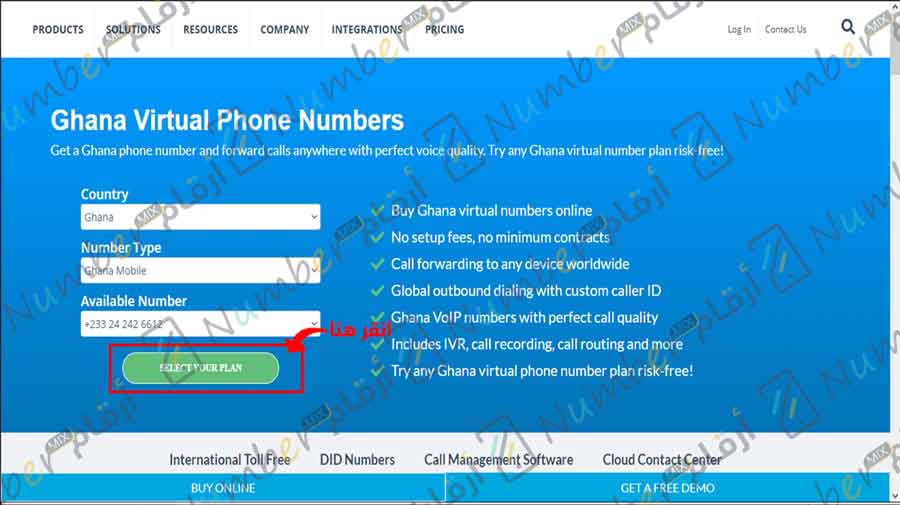 PRODUCTS SOLUTIONS RESOURCES COMPANY INTEGRATIONS PRICING Log In Contact Us
Ghana Virtual Phone Numbers
Get a Ghana phone number and forward calls anywhere with perfect voice quality. Try any Ghana virtual number plan risk-free!
Country
Ghana
Number Type
Ghana Mobile
Available Number
+233 24 242 6612
انقر هنا
SELECT YOUR PLAN
Buy Ghana virtual numbers online
No setup fees, no minimum contracts
Call forwarding to any device worldwide
Global outbound dialing with custom caller ID
Ghana VoIP numbers with perfect call quality
Includes IVR, call recording, call routing and more
Try any Ghana virtual phone number plan risk-free!
International Toll Free DID Numbers Call Management Software Cloud Contact Center
BUY ONLINE GET A FREE DEMO
Number MIX أرقام